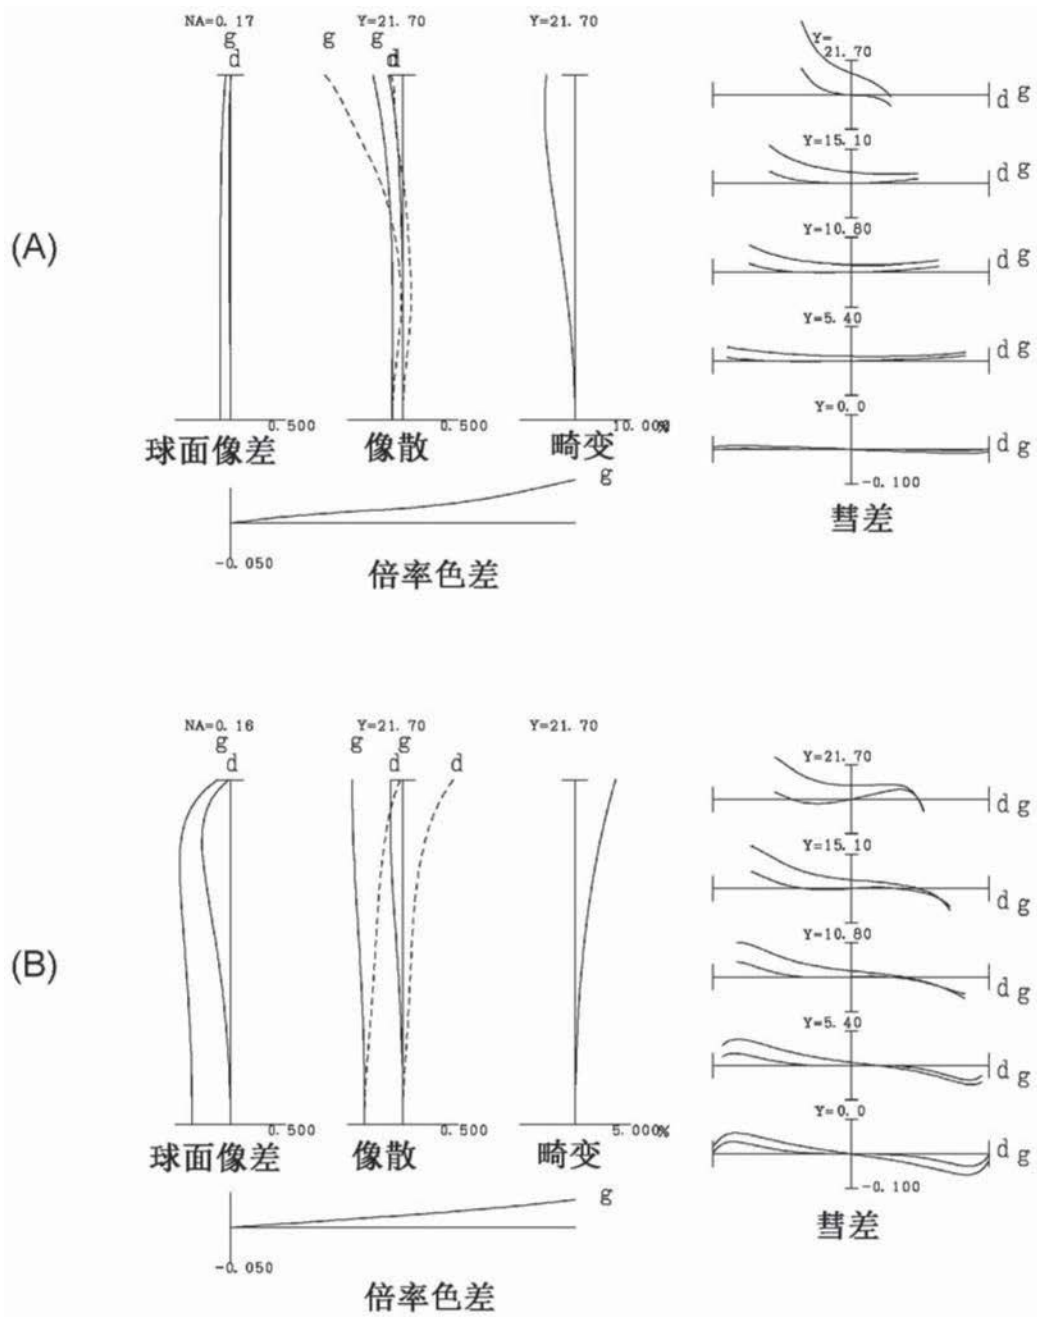 (A)
NA=0.17
g
d
0.500
球面像差
Y=21.70
g g
d
0.500
像散
Y=21.70
10.000%
畸变
g
-0.050
倍率色差
Y=
21.70
d g
Y=15.10
d g
Y=10.80
d g
Y=5.40
d g
Y=0.0
d g
-0.100
彗差
(B)
NA=0.16
g
d
0.500
球面像差
Y=21.70
g d g d
0.500
像散
Y=21.70
5.000%
畸变
g
-0.050
倍率色差
Y=21.70
d g
Y=15.10
d g
Y=10.80
d g
Y=5.40
d g
Y=0.0
d g
-0.100
彗差